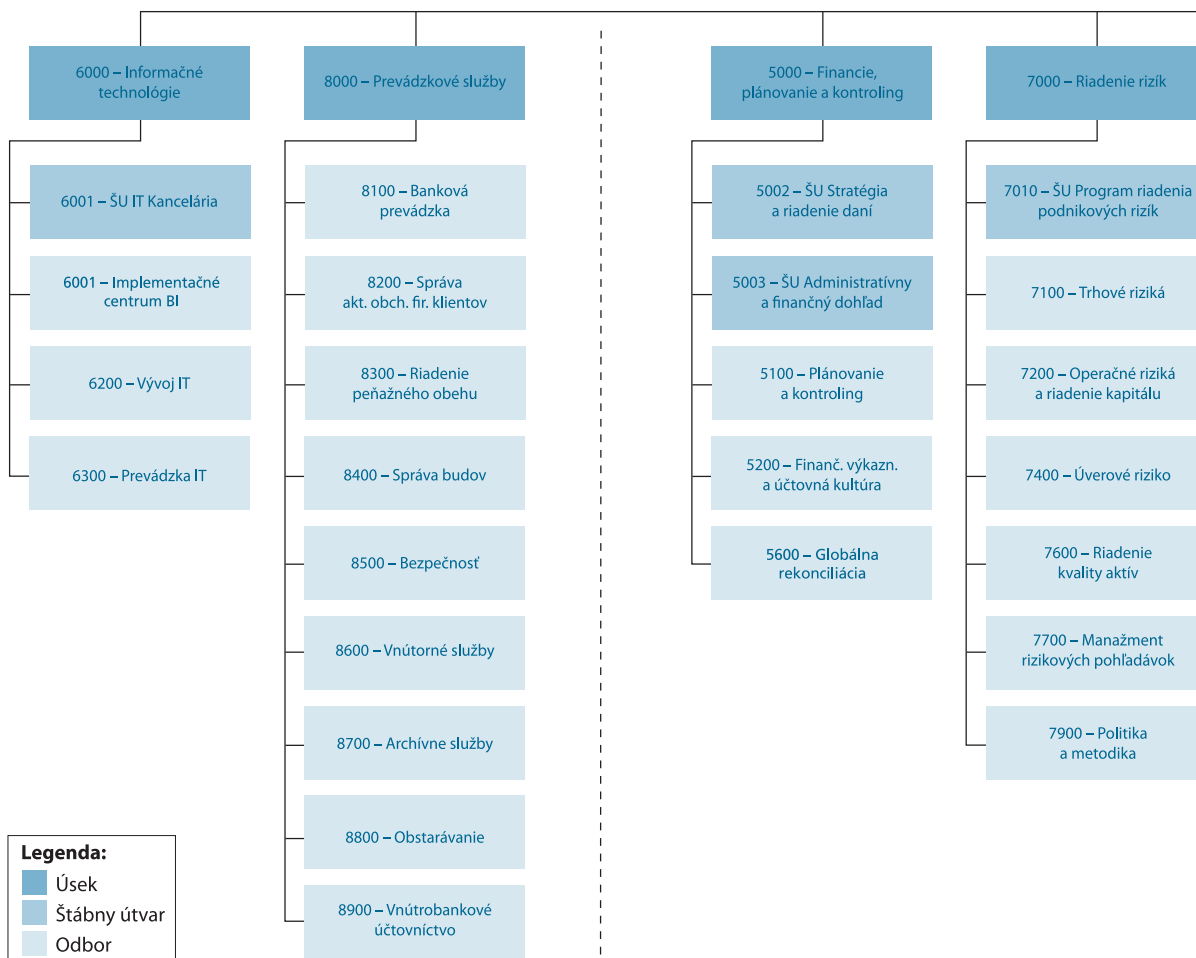 6000 – Informačné
technológie
6001 – ŠU IT Kancelária
6001 – Implementačné
centrum BI
6200 – Vývoj IT
6300 – Prevádzka IT
8000 – Prevádzkové služby
8100 – Banková
prevádzka
8200 – Správa
akt. obch. fir. klientov
8300 – Riadenie
peňažného obehu
8400 – Správa budov
8500 – Bezpečnosť
8600 – Vnútorné služby
8700 – Archívne služby
8800 – Obstarávanie
8900 – Vnútrobankové
účtovníctvo
5000 – Financie,
plánovanie a kontroling
5002 – ŠU Stratégia
a riadenie daní
5003 – ŠU Administratívny
a finančný dohľad
5100 – Plánovanie
a kontroling
5200 – Finanč. výkazn.
a účtovná kultúra
5600 – Globálna
rekonciliácia
7000 – Riadenie rizík
7010 – ŠU Program riadenia
podnikových rizík
7100 – Trhové riziká
7200 – Operačné riziká
a riadenie kapitálu
7400 – Úverové riziko
7600 – Riadenie
kvality aktív
7700 – Manažment
rizikových pohľadávok
7900 – Politika
a metodika
Legenda:
Úsek
Štábny útvar
Odbor